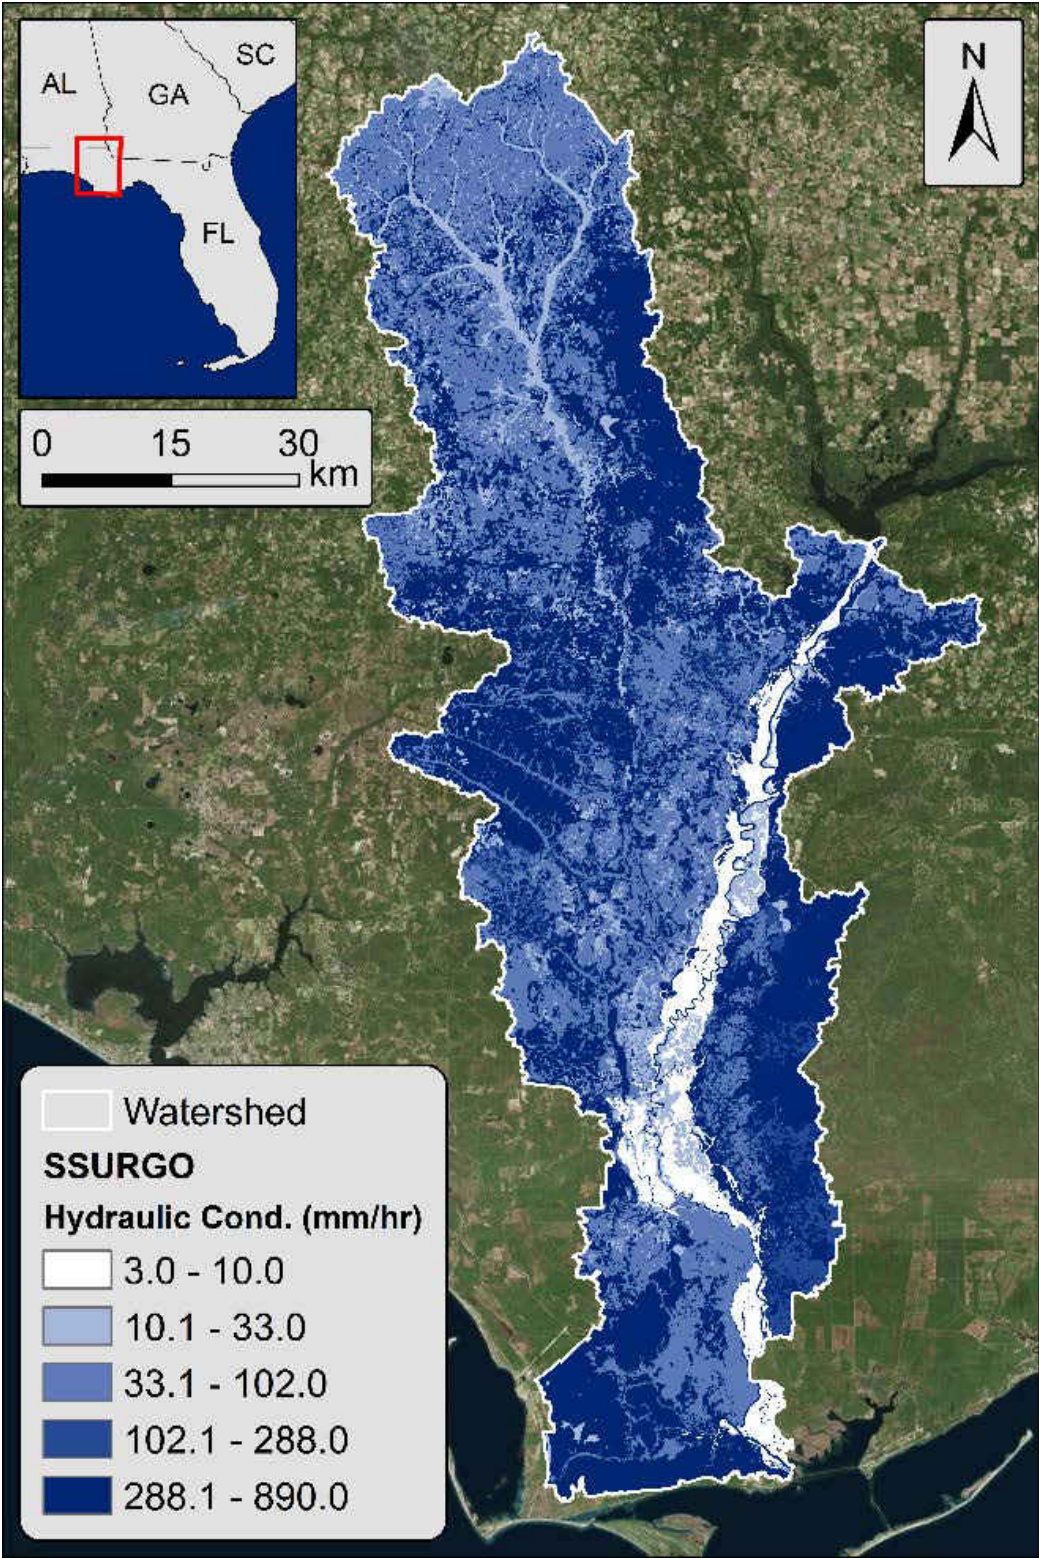 AL
GA
SC
FL
N
0 15 30
km
Watershed
SSURGO
Hydraulic Cond. (mm/hr)
3.0 - 10.0
10.1 - 33.0
33.1 - 102.0
102.1 - 288.0
288.1 - 890.0